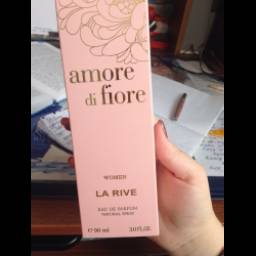 amore
di fiore
WOMEN
LA RIVE
EAU DE PARFUM
NATURAL SPRAY
℮ 90 ml 3.0 FL.OZ.